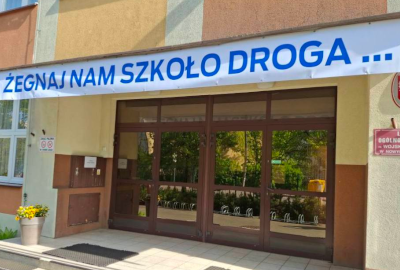 ŻEGNAJ NAM SZKOŁO DROGA ...